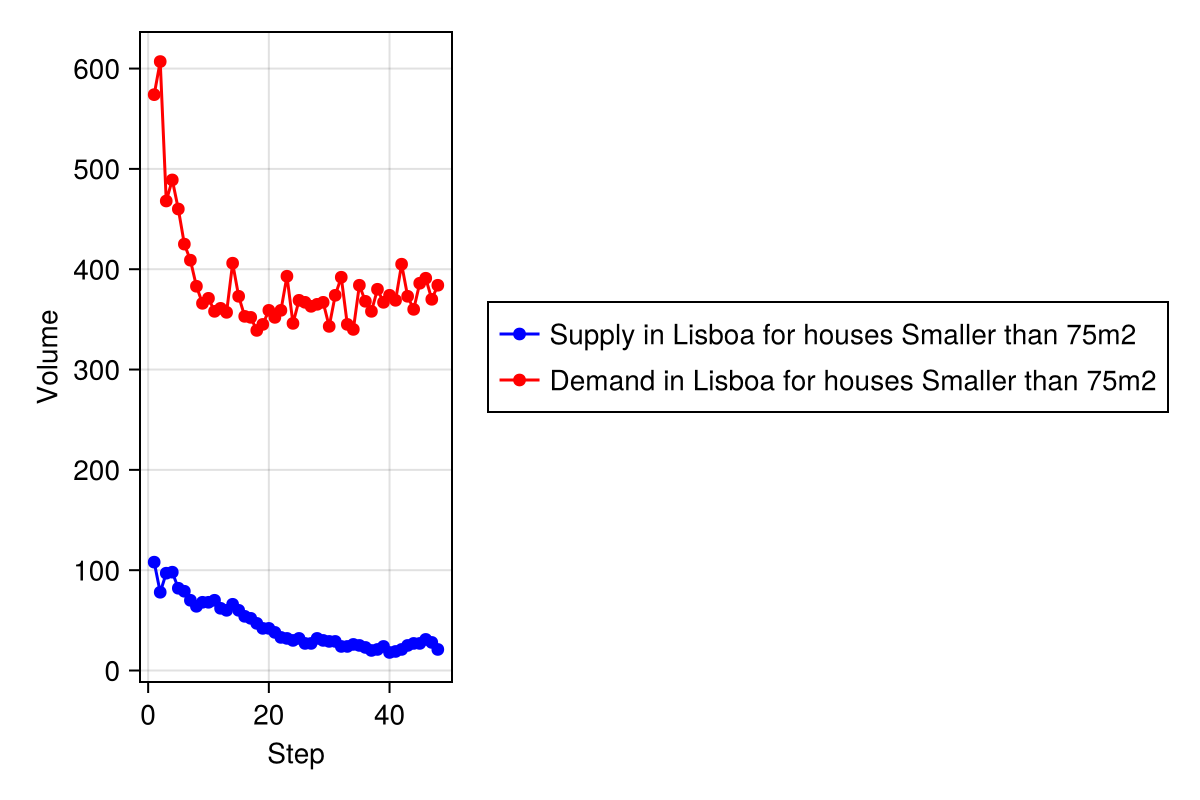 600
500
400
300
200
100
0
Volume
0 20 40
Step
Supply in Lisboa for houses Smaller than 75m2
Demand in Lisboa for houses Smaller than 75m2